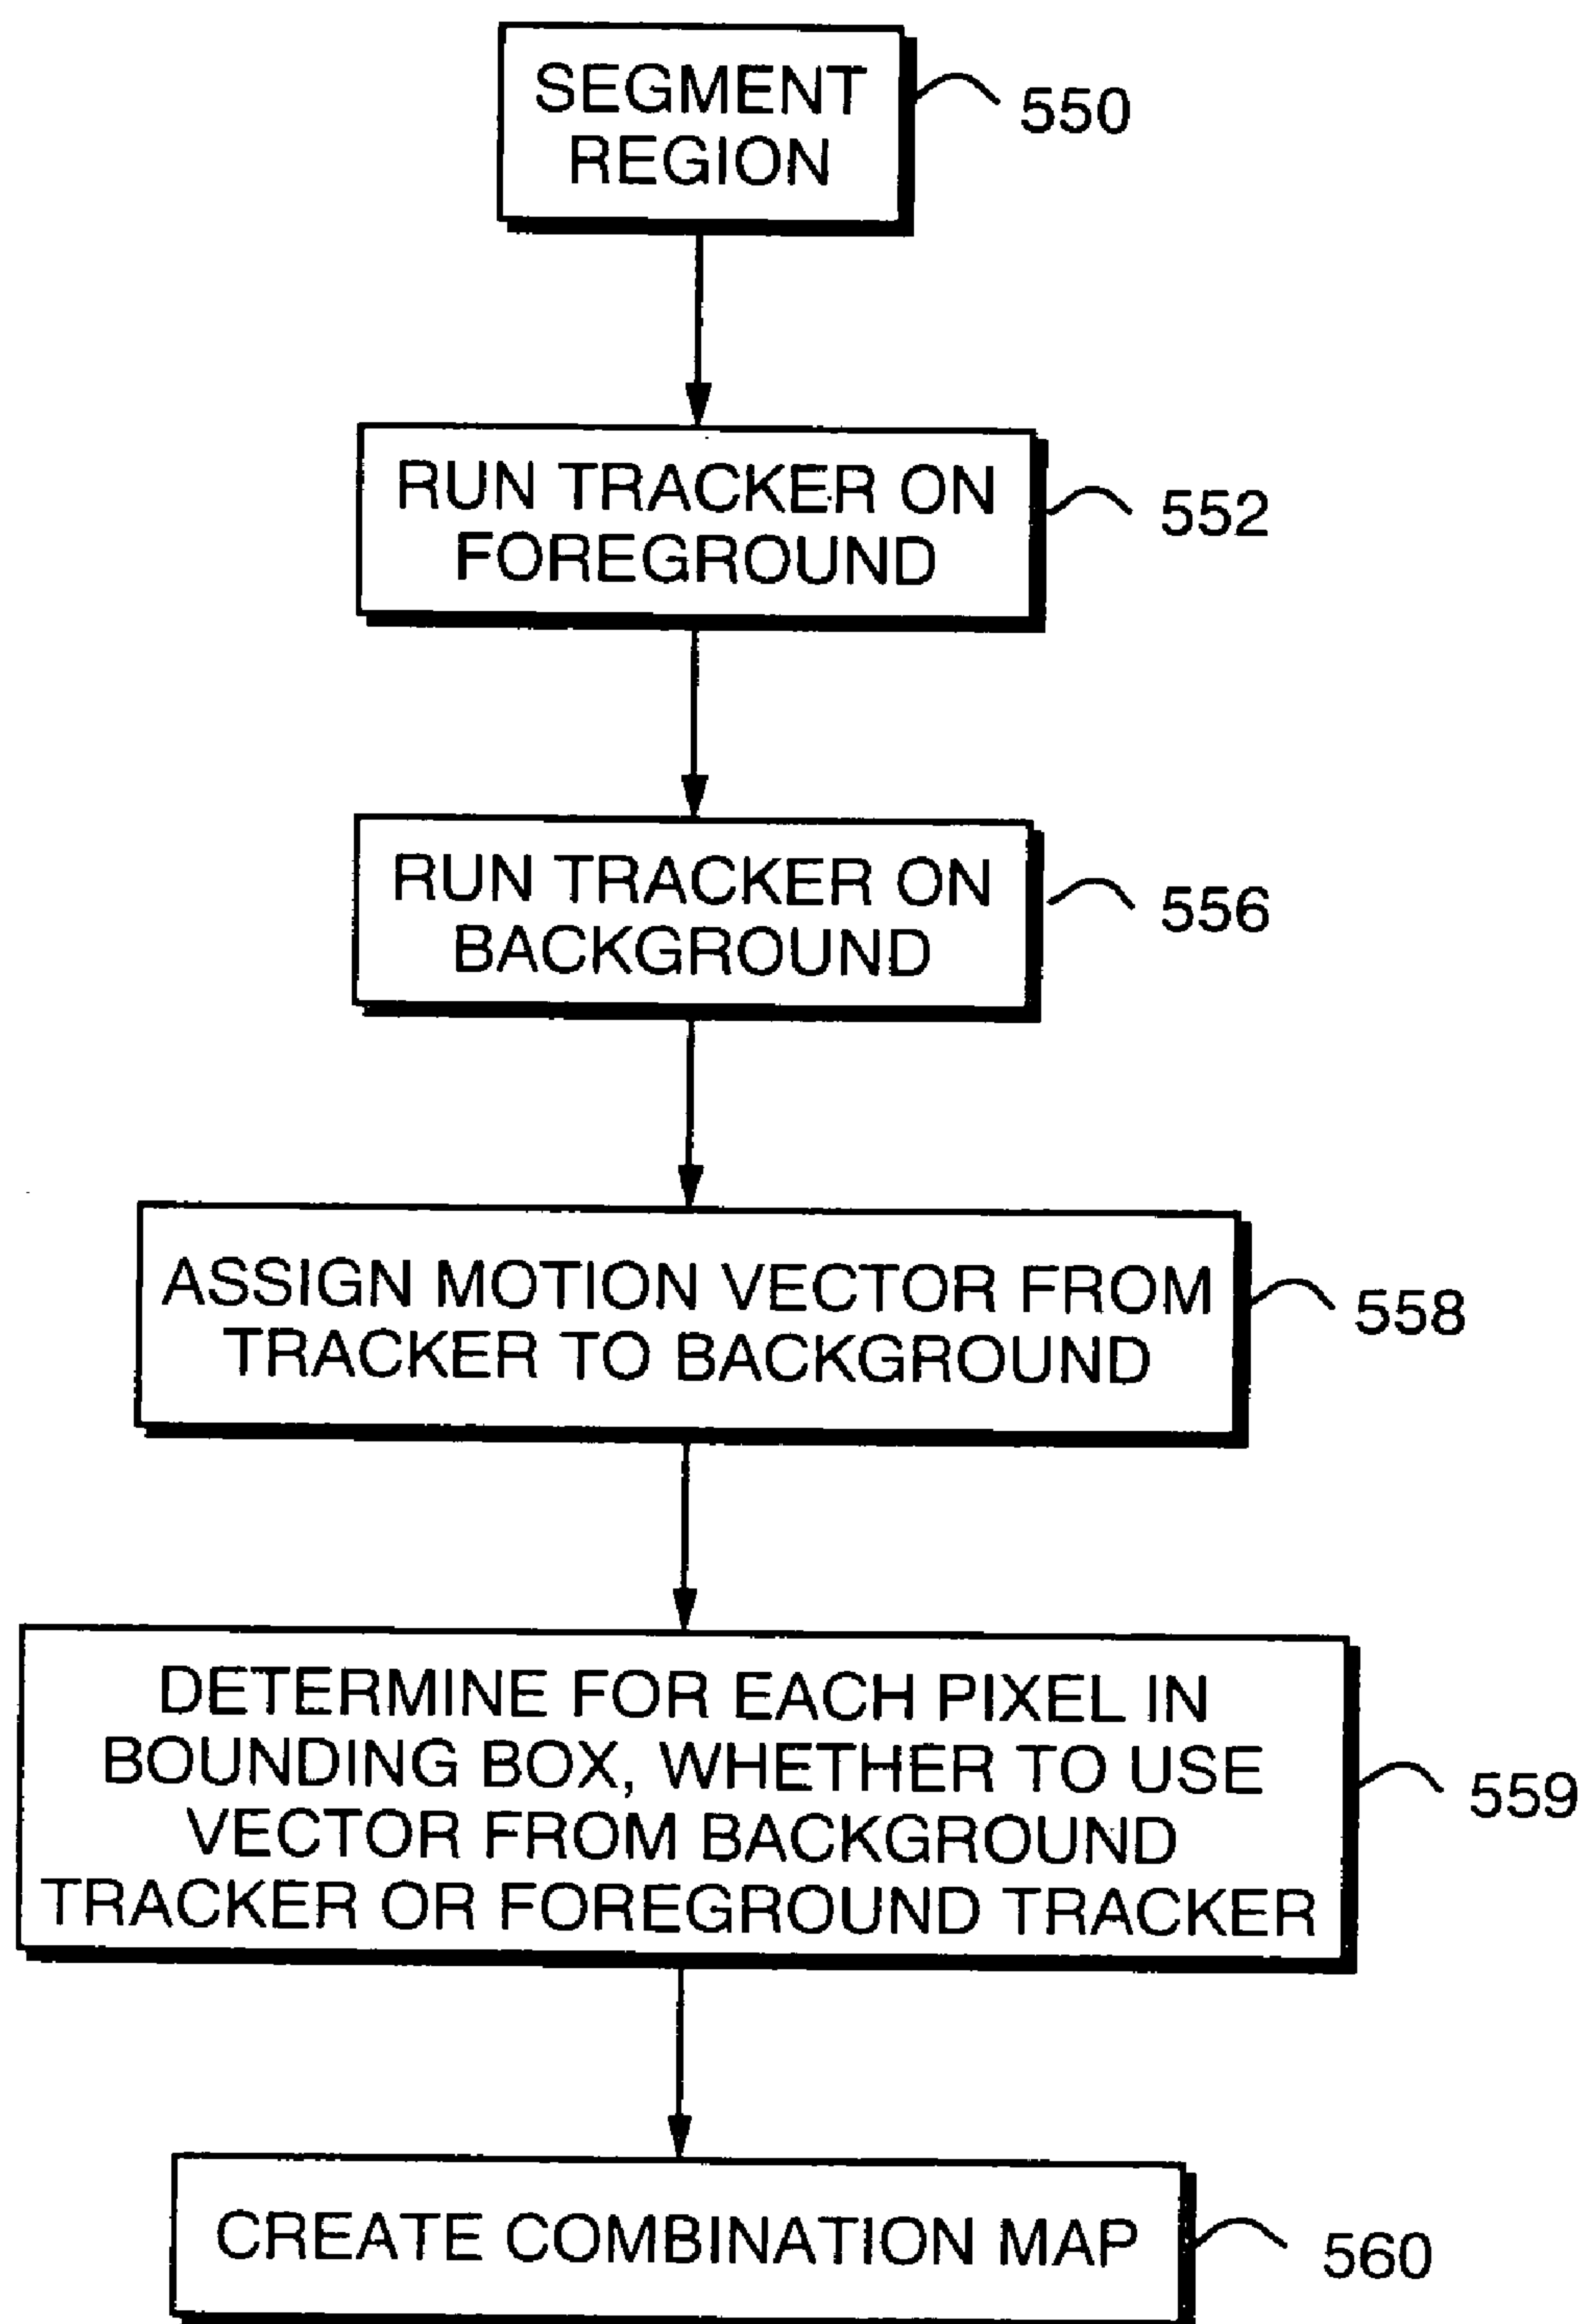 SEGMENT
REGION
550
RUN TRACKER ON
FOREGROUND
552
RUN TRACKER ON
BACKGROUND
556
ASSIGN MOTION VECTOR FROM
TRACKER TO BACKGROUND
558
DETERMINE FOR EACH PIXEL IN
BOUNDING BOX, WHETHER TO USE
VECTOR FROM BACKGROUND
TRACKER OR FOREGROUND TRACKER
559
CREATE COMBINATION MAP
560